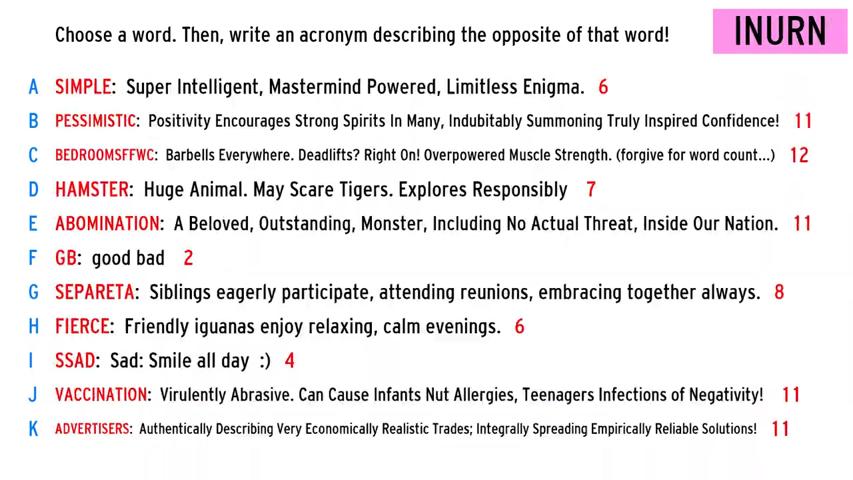 Choose a word. Then, write an acronym describing the opposite of that word!
INURN
A SIMPLE: Super Intelligent, Mastermind Powered, Limitless Enigma. 6
B PESSIMISTIC: Positivity Encourages Strong Spirits In Many, Indubitably Summoning Truly Inspired Confidence! 11
C BEDROOMSFFWC: Barbells Everywhere. Deadlifts? Right On! Overpowered Muscle Strength. (forgive for word count...) 12
D HAMSTER: Huge Animal. May Scare Tigers. Explores Responsibly 7
E ABOMINATION: A Beloved, Outstanding, Monster, Including No Actual Threat, Inside Our Nation. 11
F GB: good bad 2
G SEPARETA: Siblings eagerly participate, attending reunions, embracing together always. 8
H FIERCE: Friendly iguanas enjoy relaxing, calm evenings. 6
I SSAD: Sad: Smile all day :) 4
J VACCINATION: Virulently Abrasive. Can Cause Infants Nut Allergies, Teenagers Infections of Negativity! 11
K ADVERTISERS: Authentically Describing Very Economically Realistic Trades; Integrally Spreading Empirically Reliable Solutions! 11